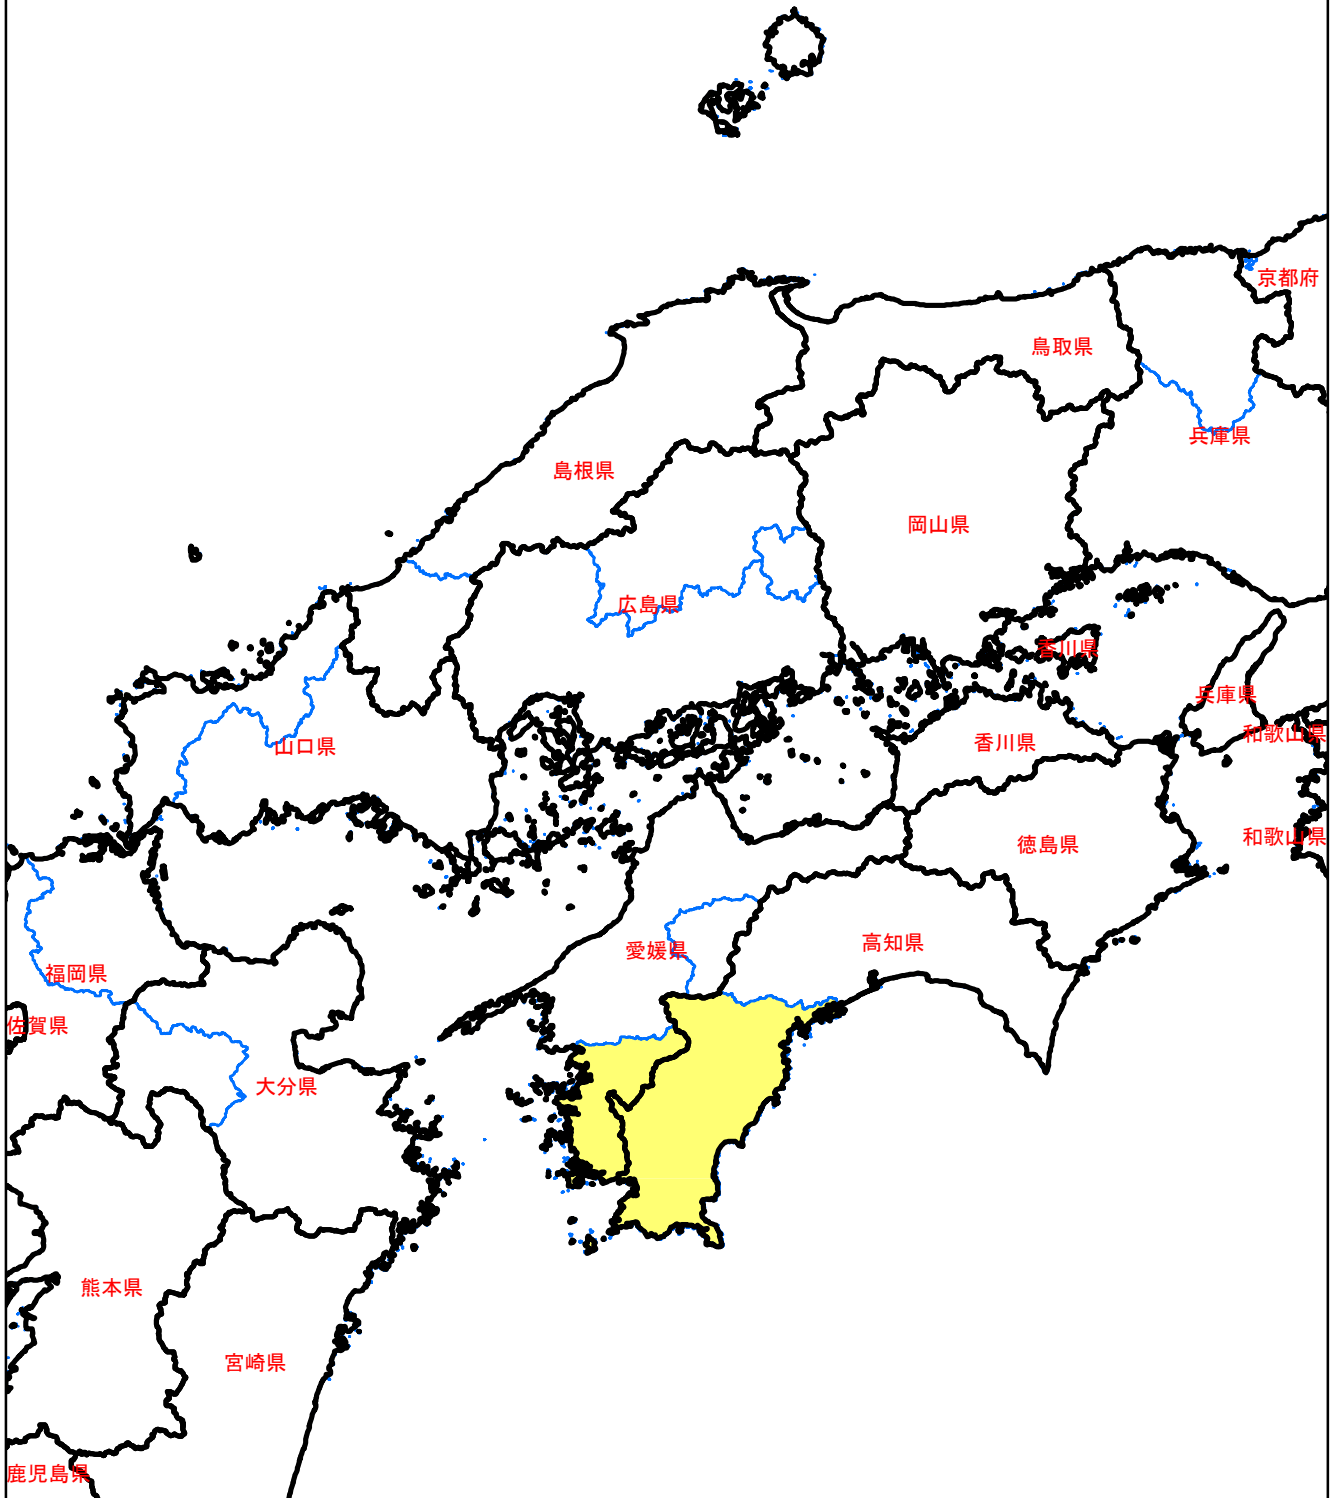 京都府
鳥取県
兵庫県
島根県
岡山県
広島県
香川県
兵庫県
和歌山県
香川県
山口県
和歌山県
徳島県
高知県
愛媛県
福岡県
佐賀県
大分県
熊本県
宮崎県
鹿児島県